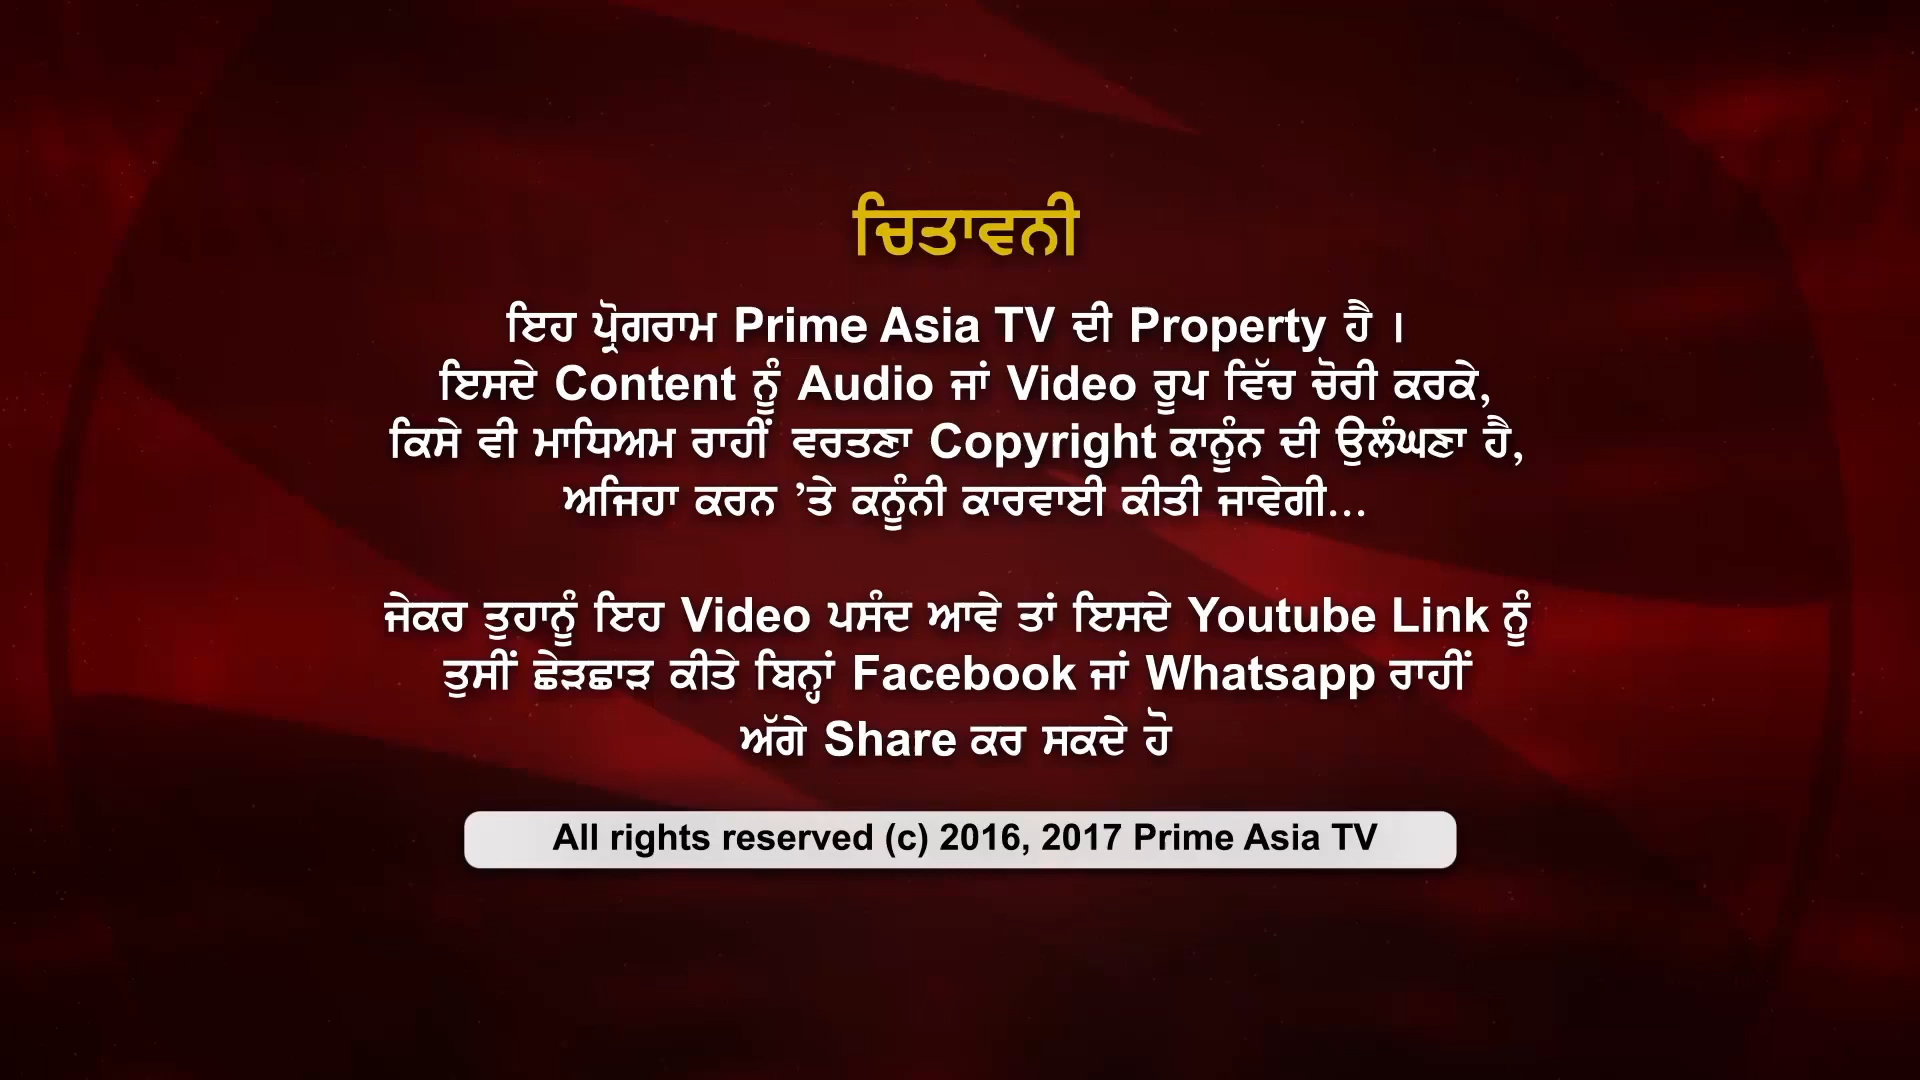 ਚਿਤਾਵਨੀ
ਇਹ ਪ੍ਰੋਗਰਾਮ Prime Asia TV ਦੀ Property ਹੈ ।
ਇਸਦੇ Content ਨੂੰ Audio ਜਾਂ Video ਰੂਪ ਵਿੱਚ ਚੋਰੀ ਕਰਕੇ,
ਕਿਸੇ ਵੀ ਮਾਧਿਅਮ ਰਾਹੀਂ ਵਰਤਣਾ Copyright ਕਾਨੂੰਨ ਦੀ ਉਲੰਘਣਾ ਹੈ,
ਅਜਿਹਾ ਕਰਨ ’ਤੇ ਕਨੂੰਨੀ ਕਾਰਵਾਈ ਕੀਤੀ ਜਾਵੇਗੀ...
ਜੇਕਰ ਤੁਹਾਨੂੰ ਇਹ Video ਪਸੰਦ ਆਵੇ ਤਾਂ ਇਸਦੇ Youtube Link ਨੂੰ
ਤੁਸੀਂ ਛੇੜਛਾੜ ਕੀਤੇ ਬਿਨ੍ਹਾਂ Facebook ਜਾਂ Whatsapp ਰਾਹੀਂ
ਅੱਗੇ Share ਕਰ ਸਕਦੇ ਹੋ
All rights reserved (c) 2016, 2017 Prime Asia TV